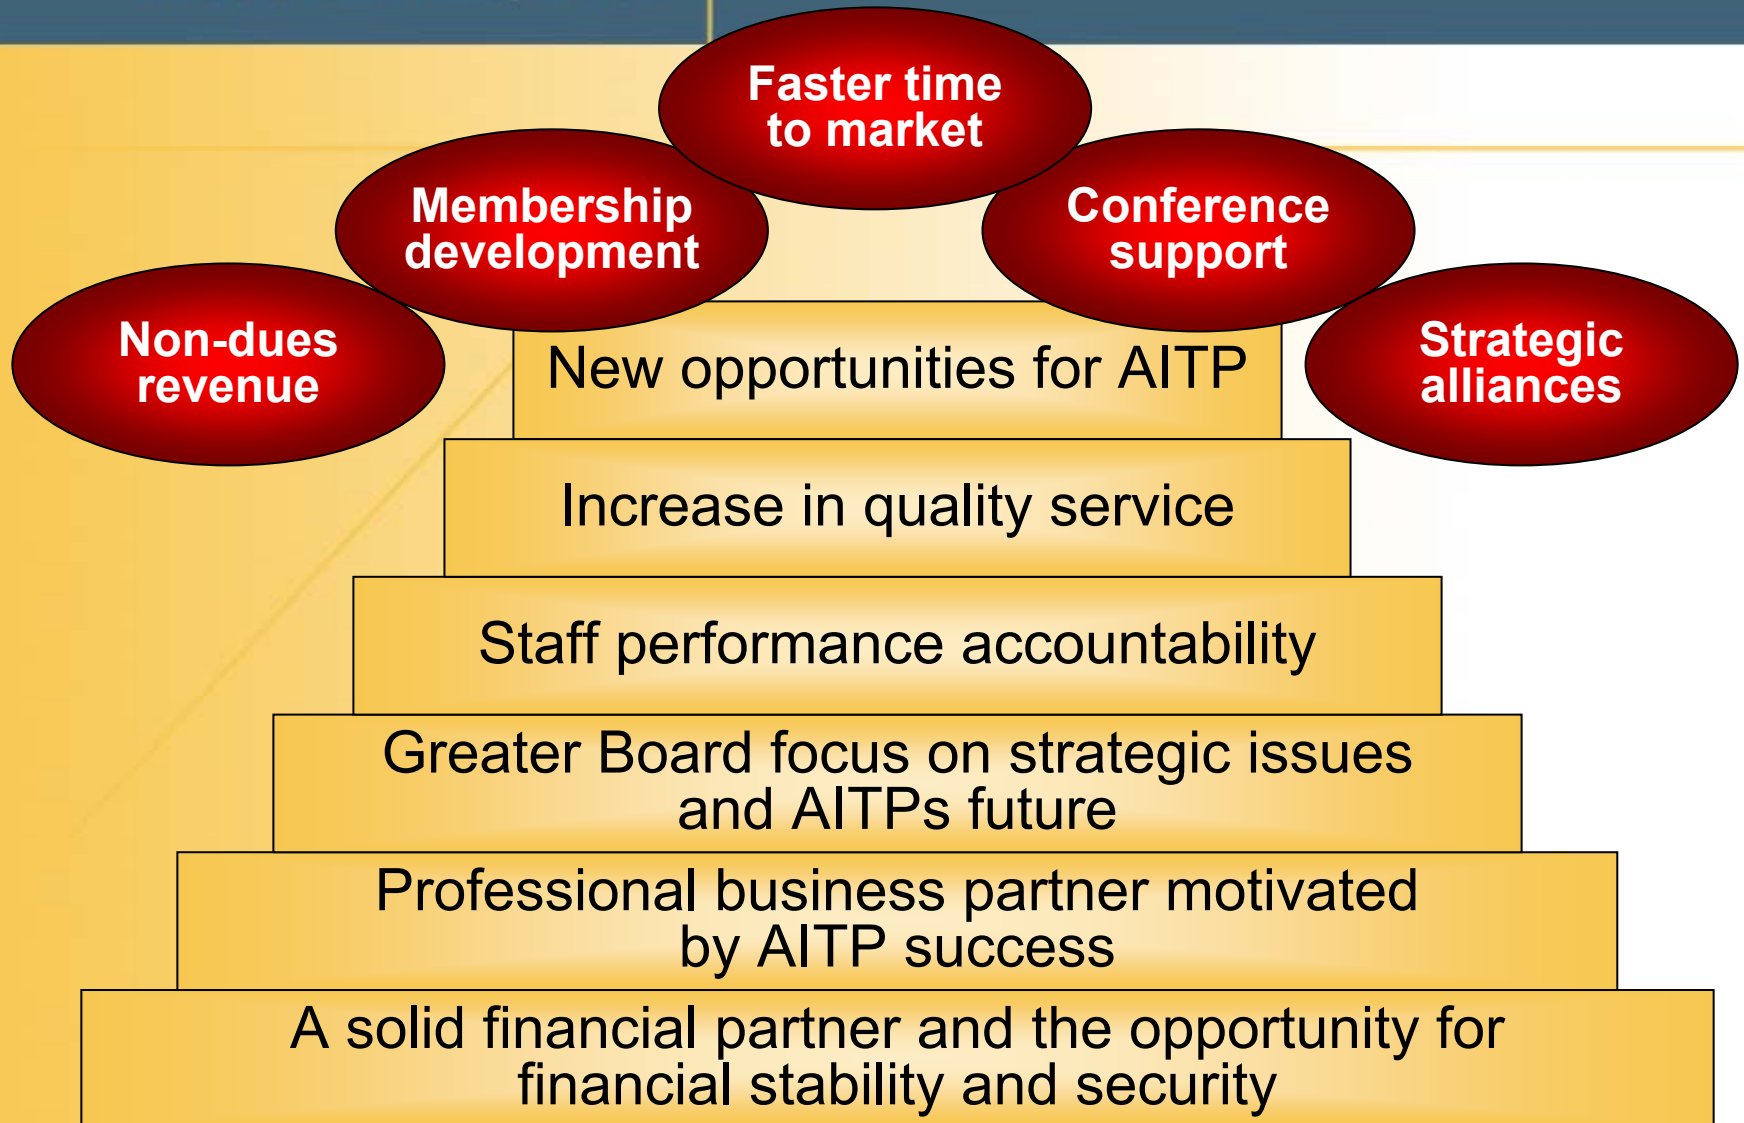 Faster time
to market
Membership
development
Conference
support
Non-dues
revenue
Strategic
alliances
New opportunities for AITP
Increase in quality service
Staff performance accountability
Greater Board focus on strategic issues
and AITPs future
Professional business partner motivated
by AITP success
A solid financial partner and the opportunity for
financial stability and security